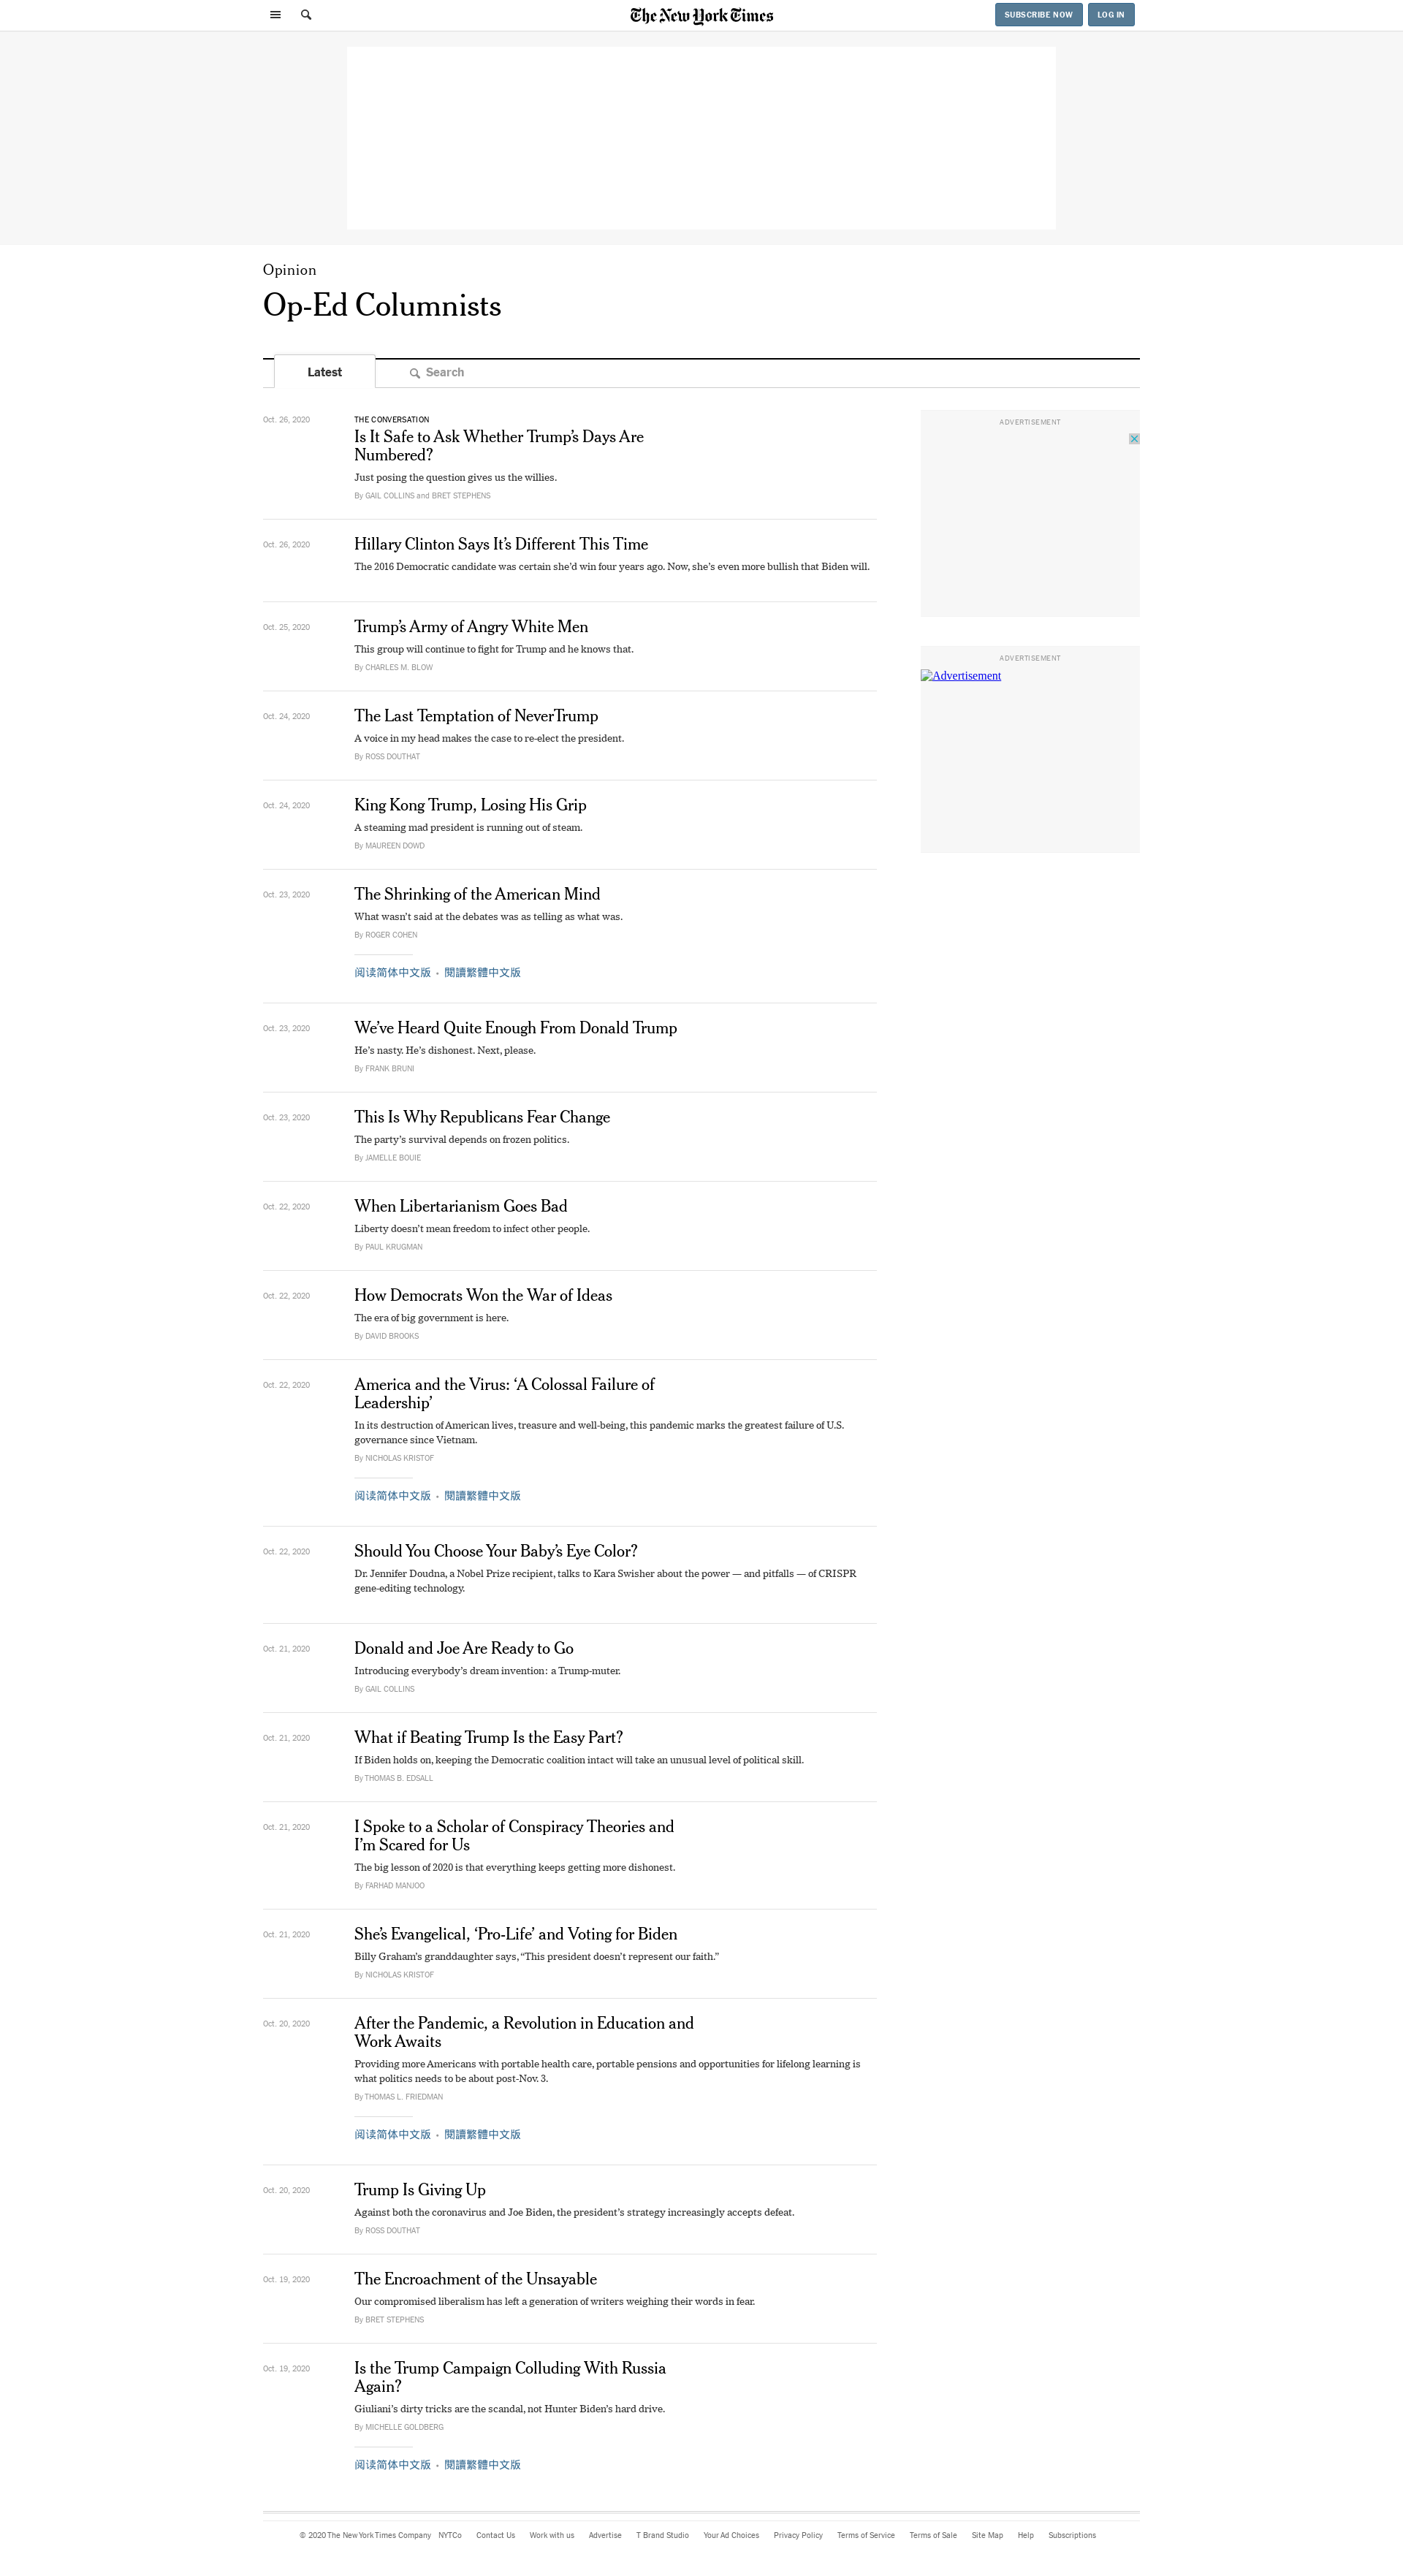 The New York Times
SUBSCRIBE NOW
LOG IN
Opinion
Op-Ed Columnists
Latest
Search
Oct. 26, 2020
THE CONVERSATION
Is It Safe to Ask Whether Trump’s Days Are
Numbered?
Just posing the question gives us the willies.
By GAIL COLLINS and BRET STEPHENS
Oct. 26, 2020
Hillary Clinton Says It’s Different This Time
The 2016 Democratic candidate was certain she’d win four years ago. Now, she’s even more bullish that Biden will.
Oct. 25, 2020
Trump’s Army of Angry White Men
This group will continue to fight for Trump and he knows that.
By CHARLES M. BLOW
Oct. 24, 2020
The Last Temptation of NeverTrump
A voice in my head makes the case to re-elect the president.
By ROSS DOUTHAT
Oct. 24, 2020
King Kong Trump, Losing His Grip
A steaming mad president is running out of steam.
By MAUREEN DOWD
Oct. 23, 2020
The Shrinking of the American Mind
What wasn’t said at the debates was as telling as what was.
By ROGER COHEN
阅读简体中文版 • 閱讀繁體中文版
Oct. 23, 2020
We’ve Heard Quite Enough From Donald Trump
He’s nasty. He’s dishonest. Next, please.
By FRANK BRUNI
Oct. 23, 2020
This Is Why Republicans Fear Change
The party’s survival depends on frozen politics.
By JAMELLE BOUIE
Oct. 22, 2020
When Libertarianism Goes Bad
Liberty doesn’t mean freedom to infect other people.
By PAUL KRUGMAN
Oct. 22, 2020
How Democrats Won the War of Ideas
The era of big government is here.
By DAVID BROOKS
Oct. 22, 2020
America and the Virus: ‘A Colossal Failure of
Leadership’
In its destruction of American lives, treasure and well-being, this pandemic marks the greatest failure of U.S.
governance since Vietnam.
By NICHOLAS KRISTOF
阅读简体中文版 • 閱讀繁體中文版
Oct. 22, 2020
Should You Choose Your Baby’s Eye Color?
Dr. Jennifer Doudna, a Nobel Prize recipient, talks to Kara Swisher about the power — and pitfalls — of CRISPR
gene-editing technology.
Oct. 21, 2020
Donald and Joe Are Ready to Go
Introducing everybody’s dream invention: a Trump-muter.
By GAIL COLLINS
Oct. 21, 2020
What if Beating Trump Is the Easy Part?
If Biden holds on, keeping the Democratic coalition intact will take an unusual level of political skill.
By THOMAS B. EDSALL
Oct. 21, 2020
I Spoke to a Scholar of Conspiracy Theories and
I’m Scared for Us
The big lesson of 2020 is that everything keeps getting more dishonest.
By FARHAD MANJOO
Oct. 21, 2020
She’s Evangelical, ‘Pro-Life’ and Voting for Biden
Billy Graham’s granddaughter says, “This president doesn’t represent our faith.”
By NICHOLAS KRISTOF
Oct. 20, 2020
After the Pandemic, a Revolution in Education and
Work Awaits
Providing more Americans with portable health care, portable pensions and opportunities for lifelong learning is
what politics needs to be about post-Nov. 3.
By THOMAS L. FRIEDMAN
阅读简体中文版 • 閱讀繁體中文版
Oct. 20, 2020
Trump Is Giving Up
Against both the coronavirus and Joe Biden, the president’s strategy increasingly accepts defeat.
By ROSS DOUTHAT
Oct. 19, 2020
The Encroachment of the Unsayable
Our compromised liberalism has left a generation of writers weighing their words in fear.
By BRET STEPHENS
Oct. 19, 2020
Is the Trump Campaign Colluding With Russia
Again?
Giuliani’s dirty tricks are the scandal, not Hunter Biden’s hard drive.
By MICHELLE GOLDBERG
阅读简体中文版 • 閱讀繁體中文版
ADVERTISEMENT
ADVERTISEMENT
Advertisement
© 2020 The New York Times Company NYTCo Contact Us Work with us Advertise T Brand Studio Your Ad Choices Privacy Policy Terms of Service Terms of Sale Site Map Help Subscriptions